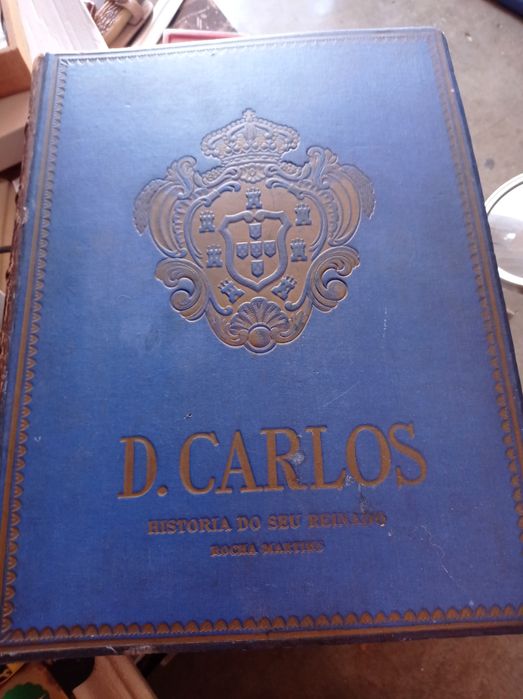 D. CARLOS
HISTORIA DO SEU REINADO
ROCHA MARTINS